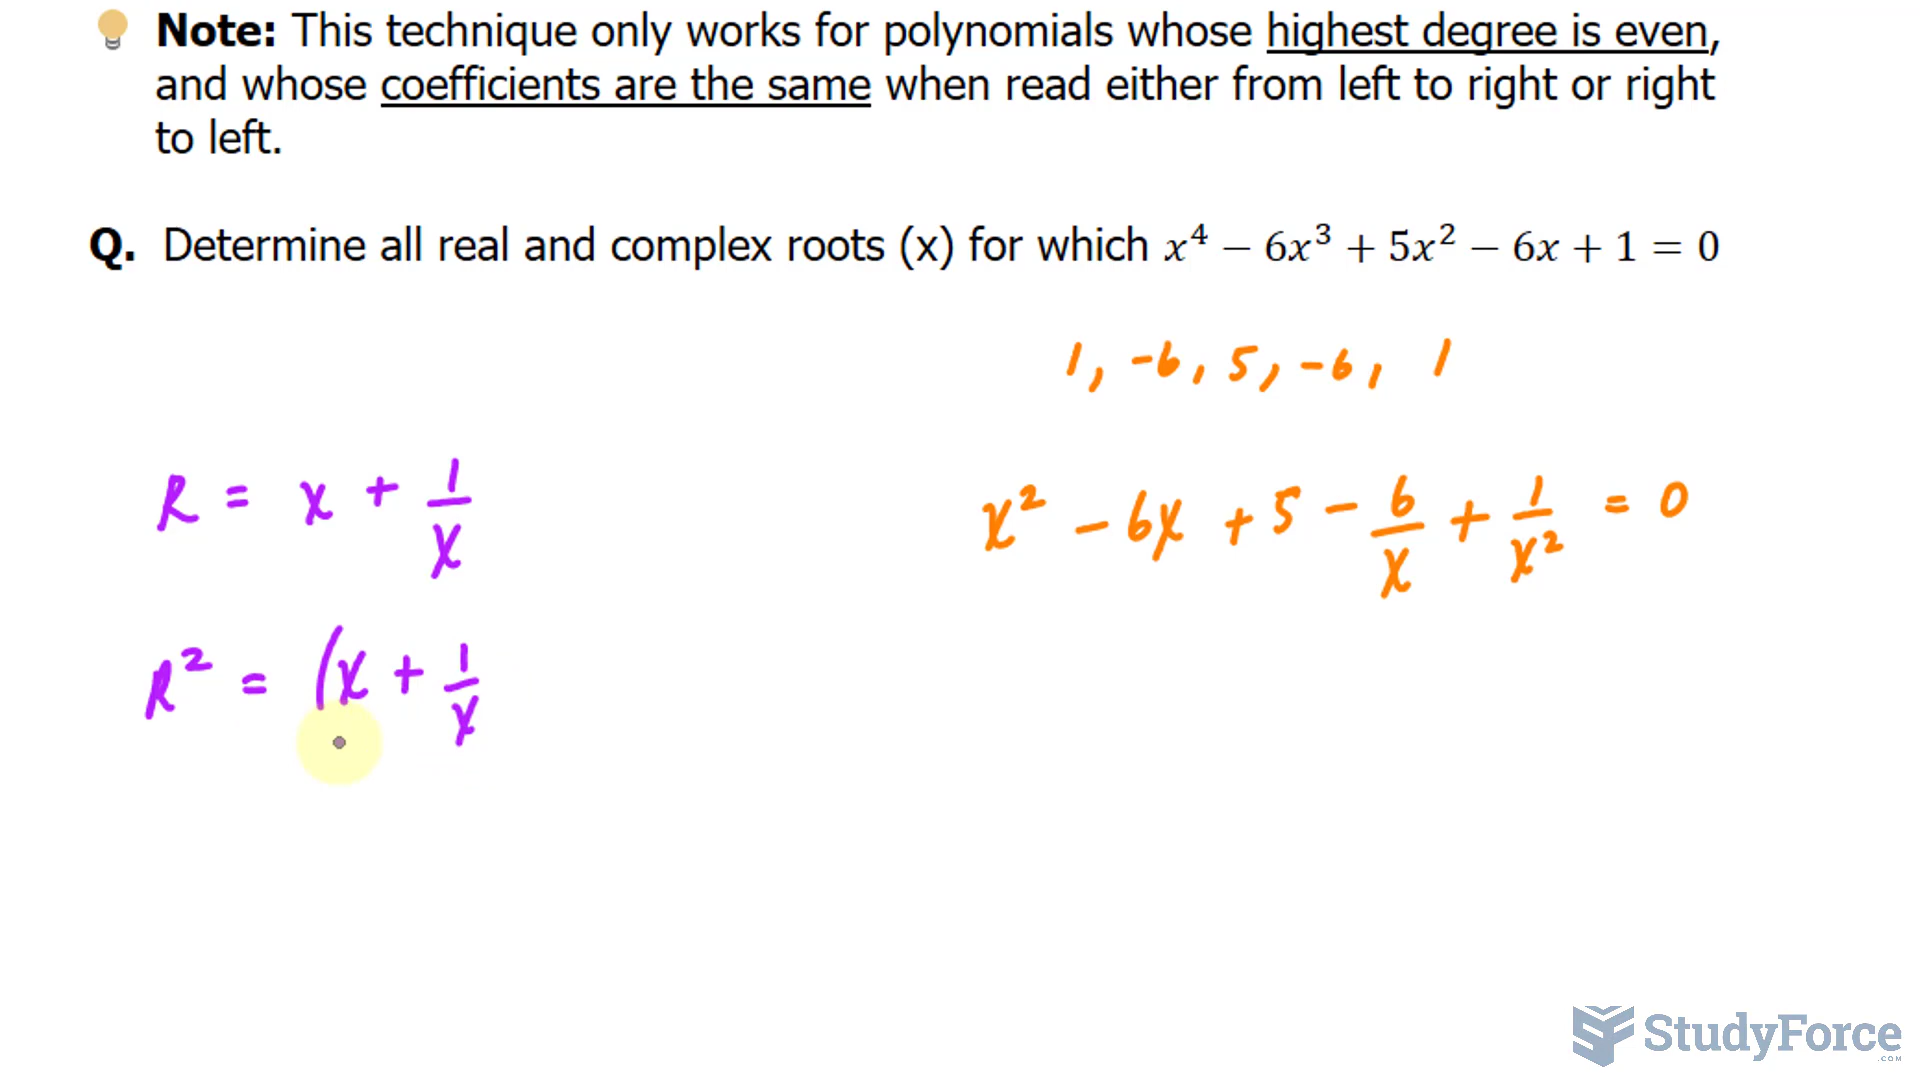 Note: This technique only works for polynomials whose highest degree is even,
and whose coefficients are the same when read either from left to right or right
to left.
Q. Determine all real and complex roots (x) for which x⁴ − 6x³ + 5x² − 6x + 1 = 0
1, -6, 5, -6, 1
R = x + 1/x
x² - 6x + 5 - 6/x + 1/x² = 0
R² = (x + 1/x
StudyForce
.COM